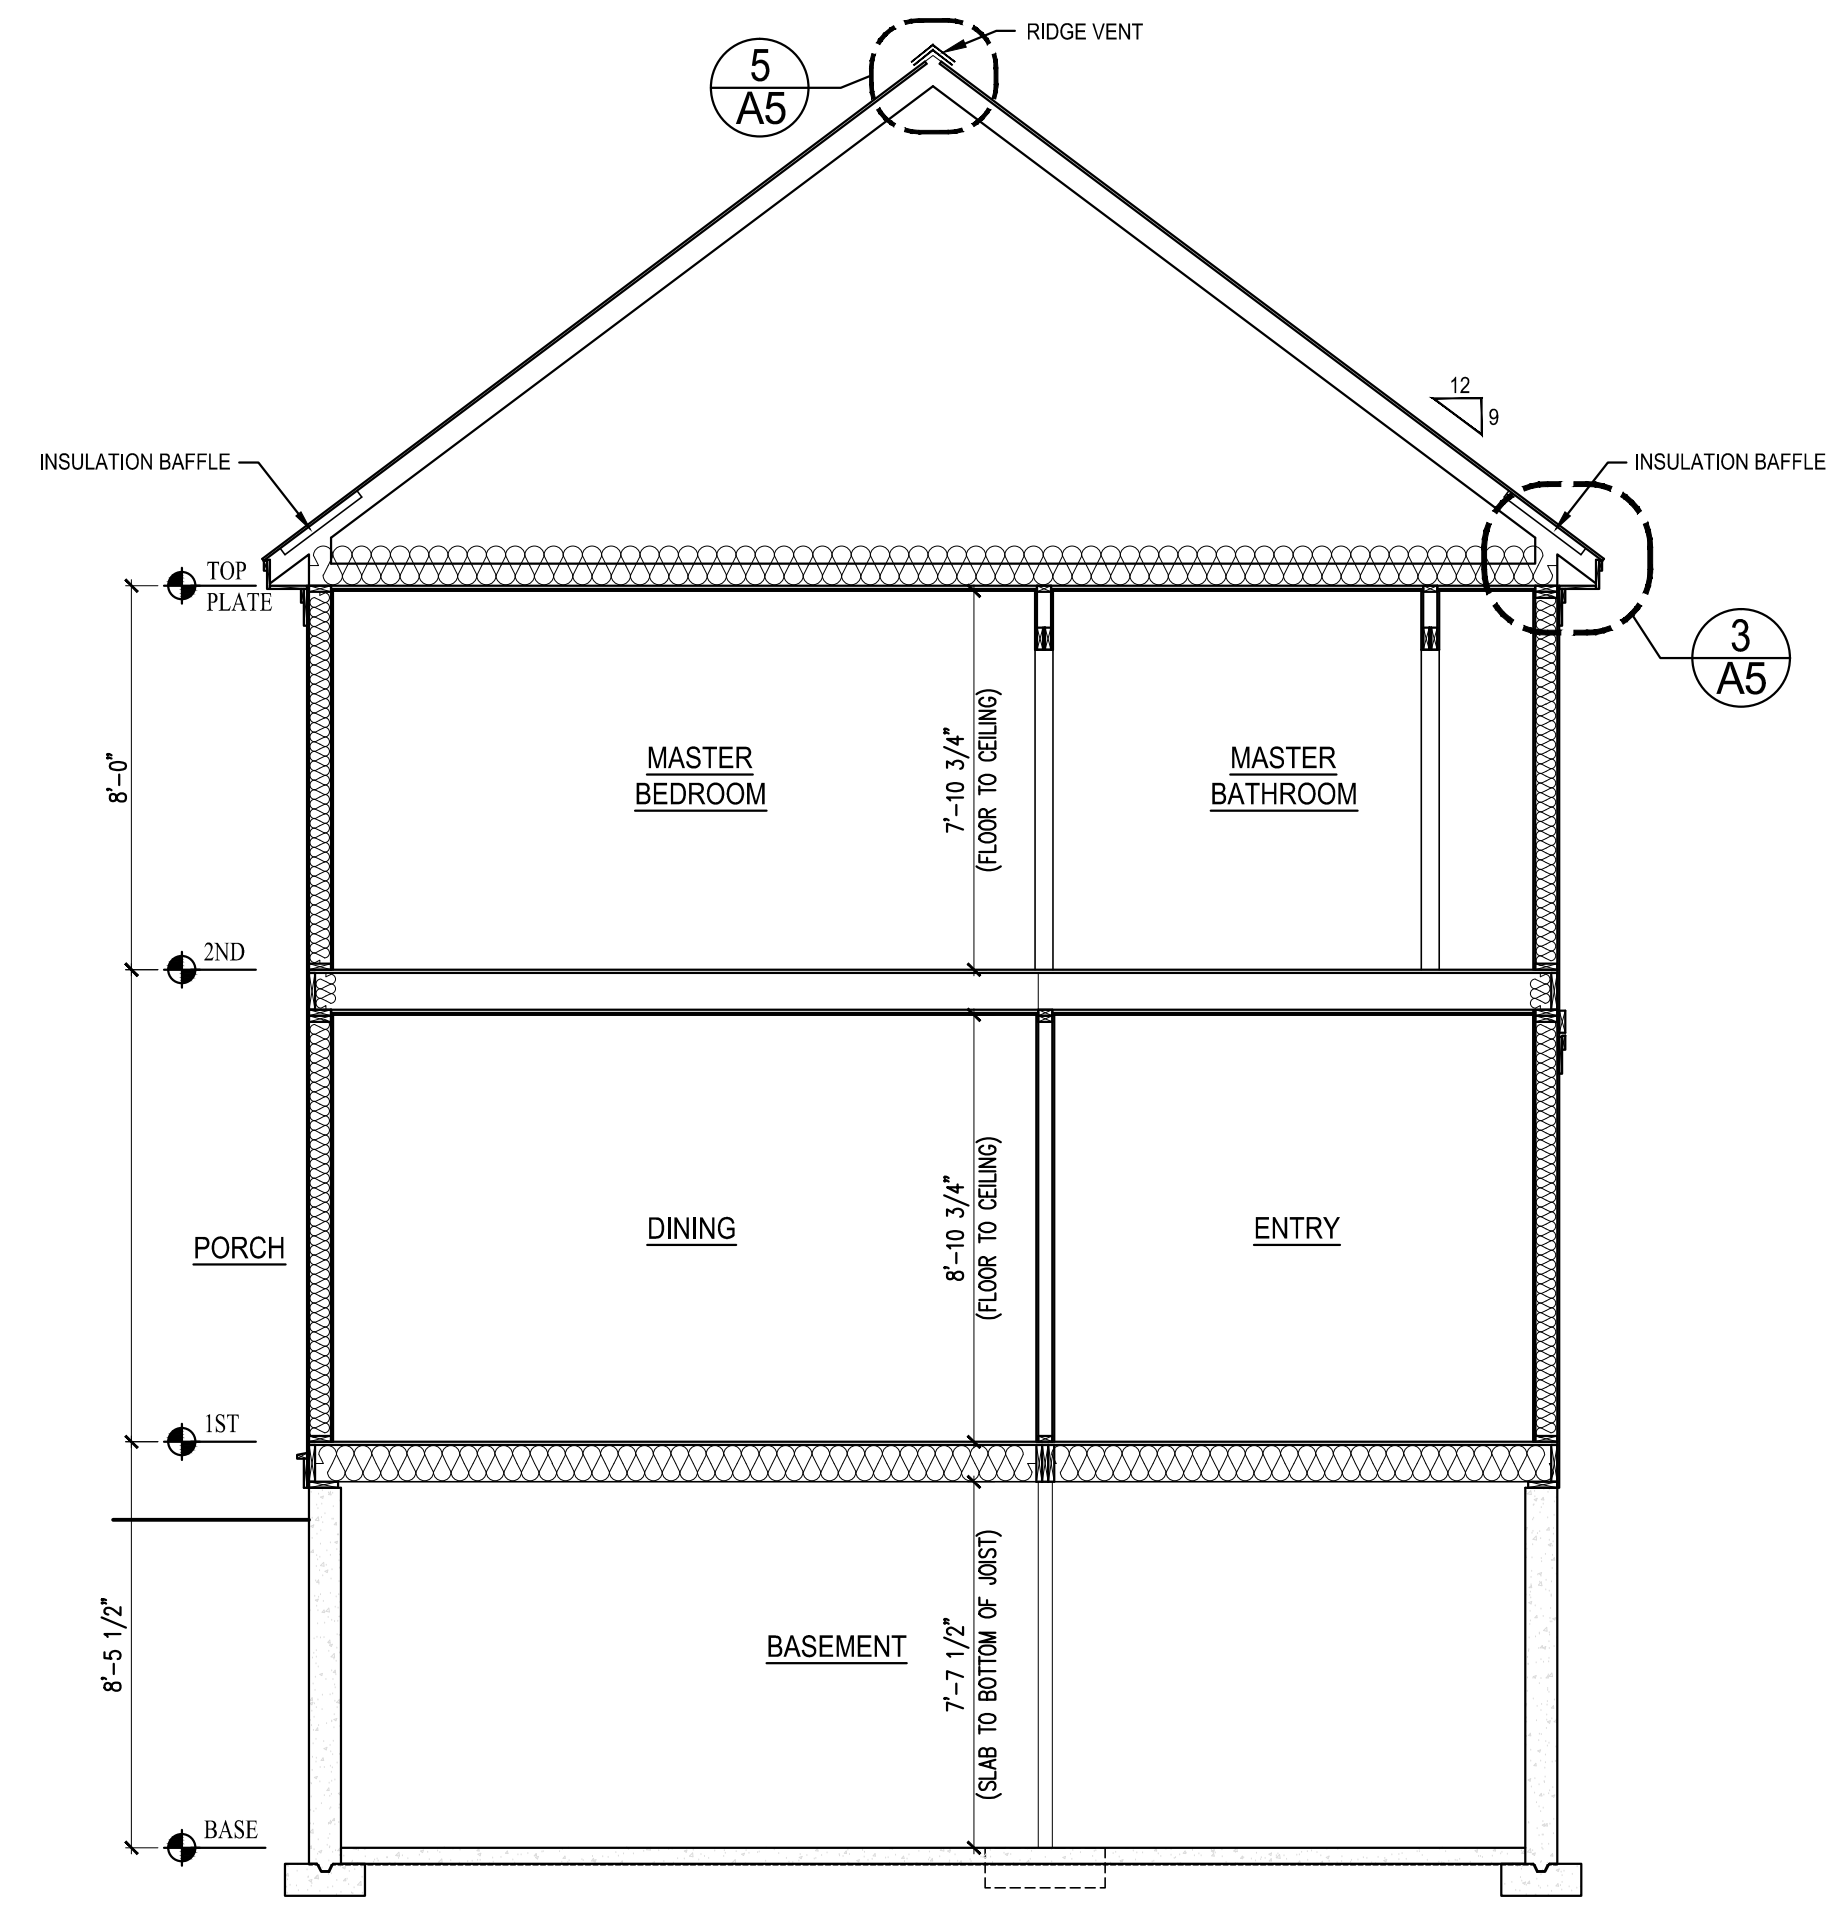 RIDGE VENT
5
A5
12
9
INSULATION BAFFLE
INSULATION BAFFLE
TOP
PLATE
3
A5
8'-0"
MASTER
BEDROOM
7'-10 3/4"
(FLOOR TO CEILING)
MASTER
BATHROOM
2ND
PORCH
DINING
8'-10 3/4"
(FLOOR TO CEILING)
ENTRY
1ST
8'-5 1/2"
BASEMENT
7'-7 1/2"
(SLAB TO BOTTOM OF JOIST)
BASE